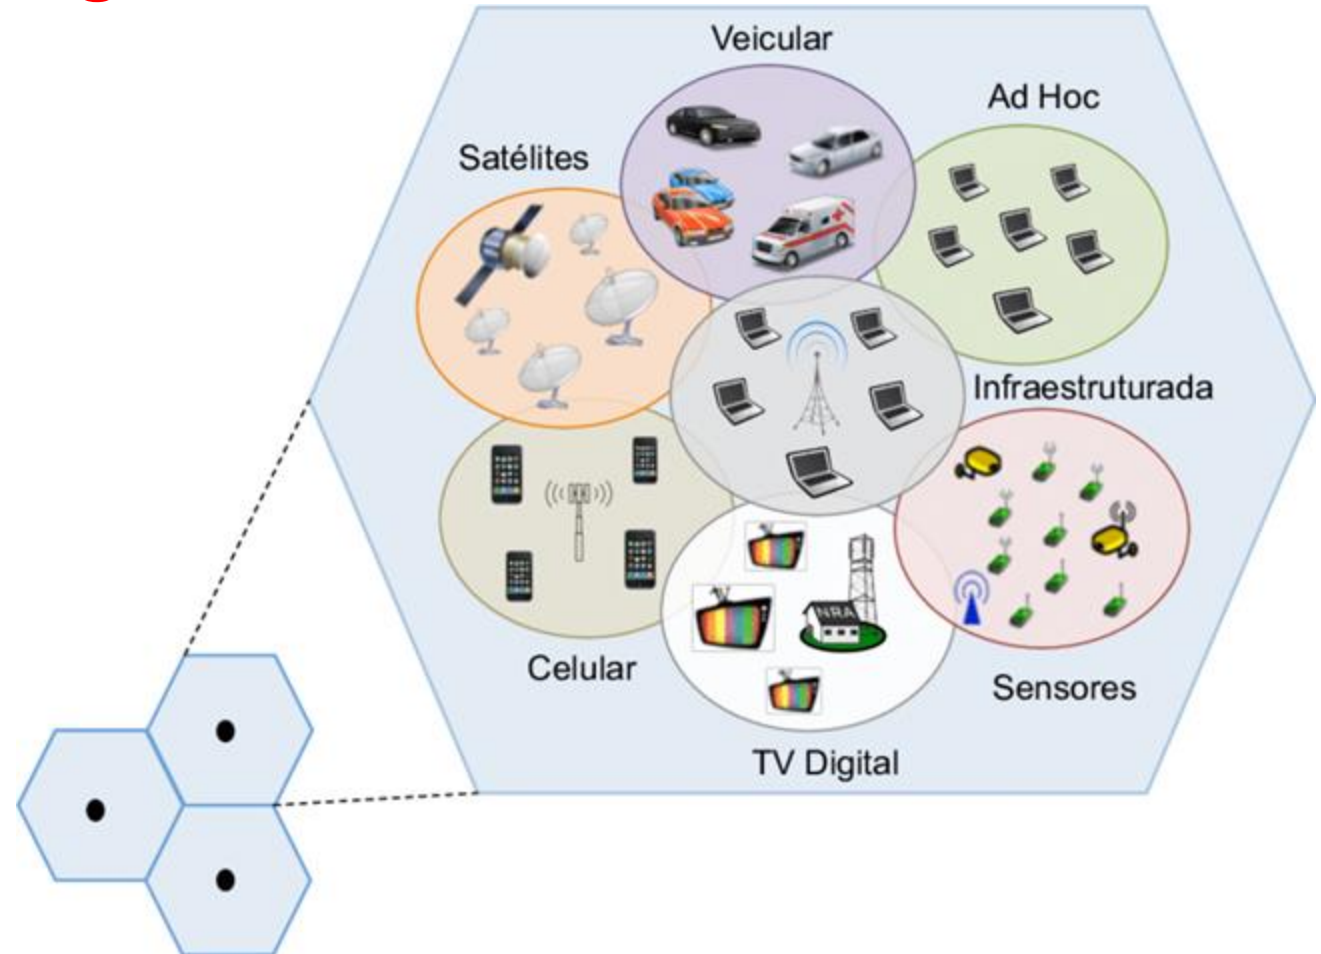 Veicular
Ad Hoc
Satélites
Infraestruturada
NRA
Celular
Sensores
TV Digital